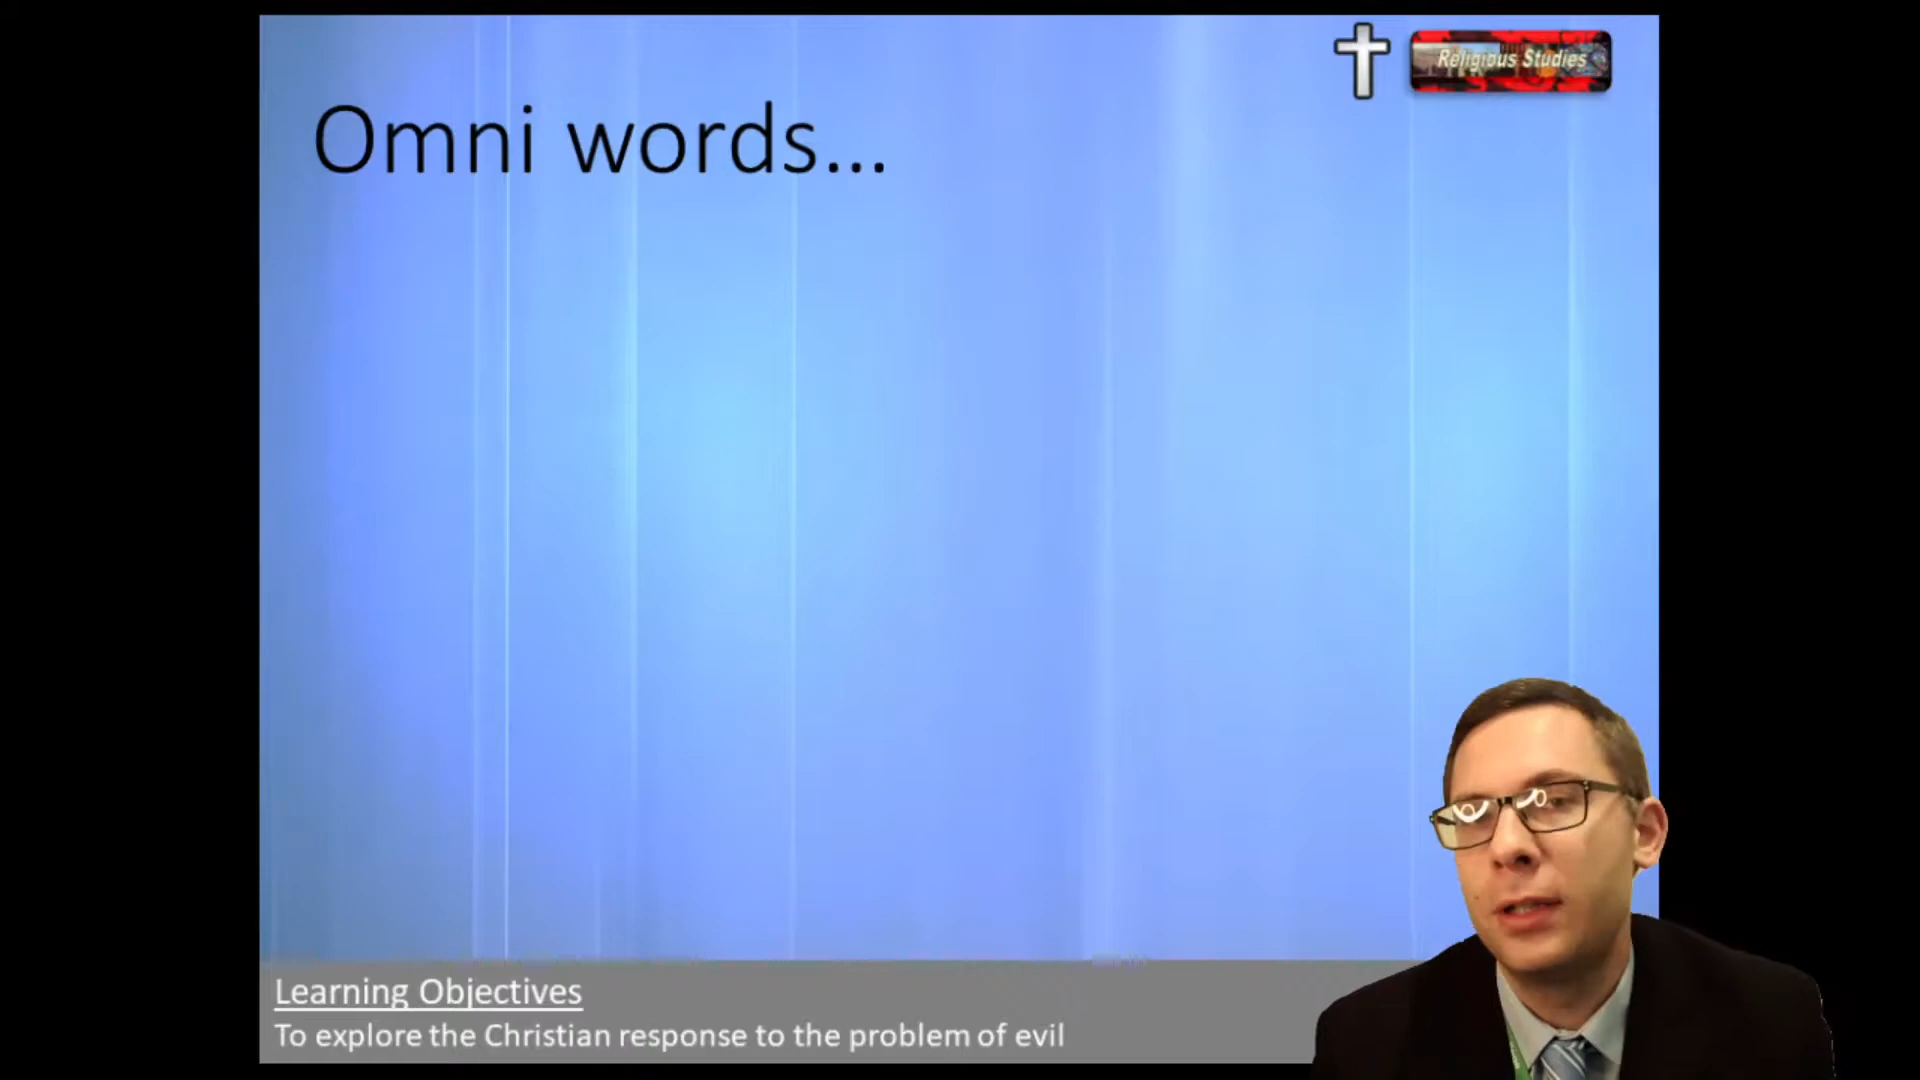 Religious Studies
Omni words...
Learning Objectives
To explore the Christian response to the problem of evil